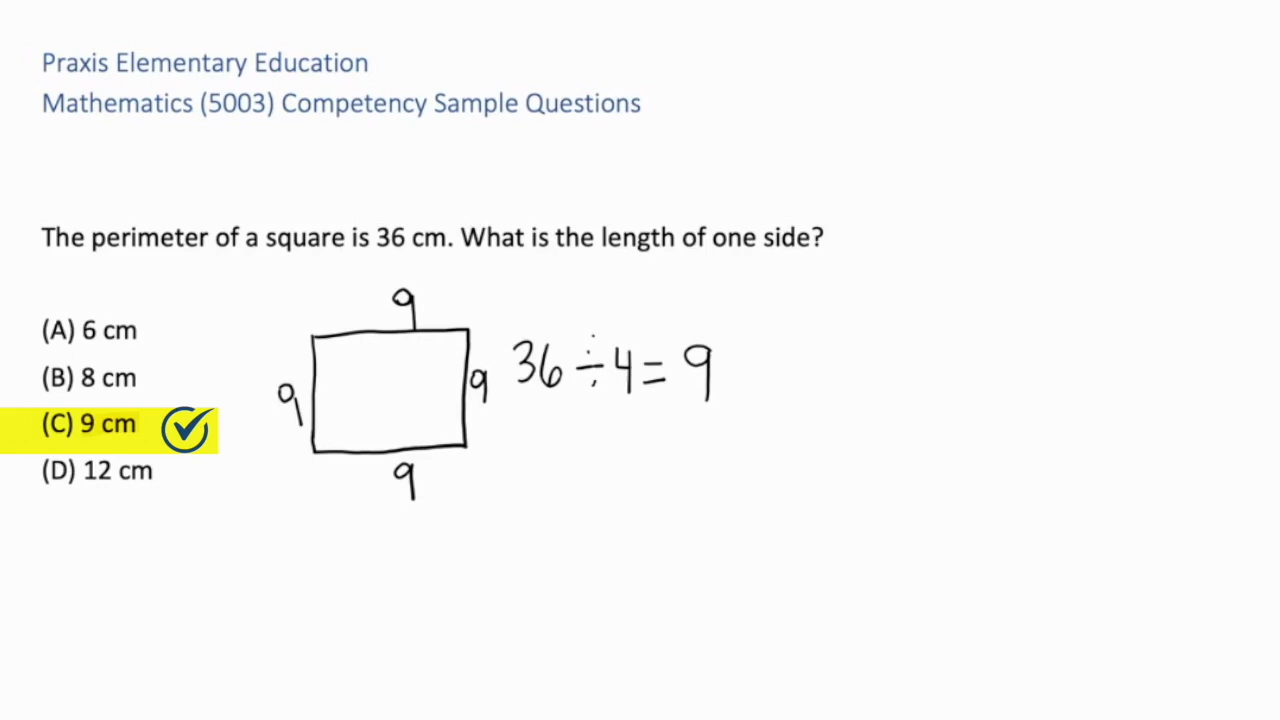 Praxis Elementary Education
Mathematics (5003) Competency Sample Questions
The perimeter of a square is 36 cm. What is the length of one side?
(A) 6 cm
(B) 8 cm
(C) 9 cm
(D) 12 cm
9
9
9
9
36 ÷ 4 = 9